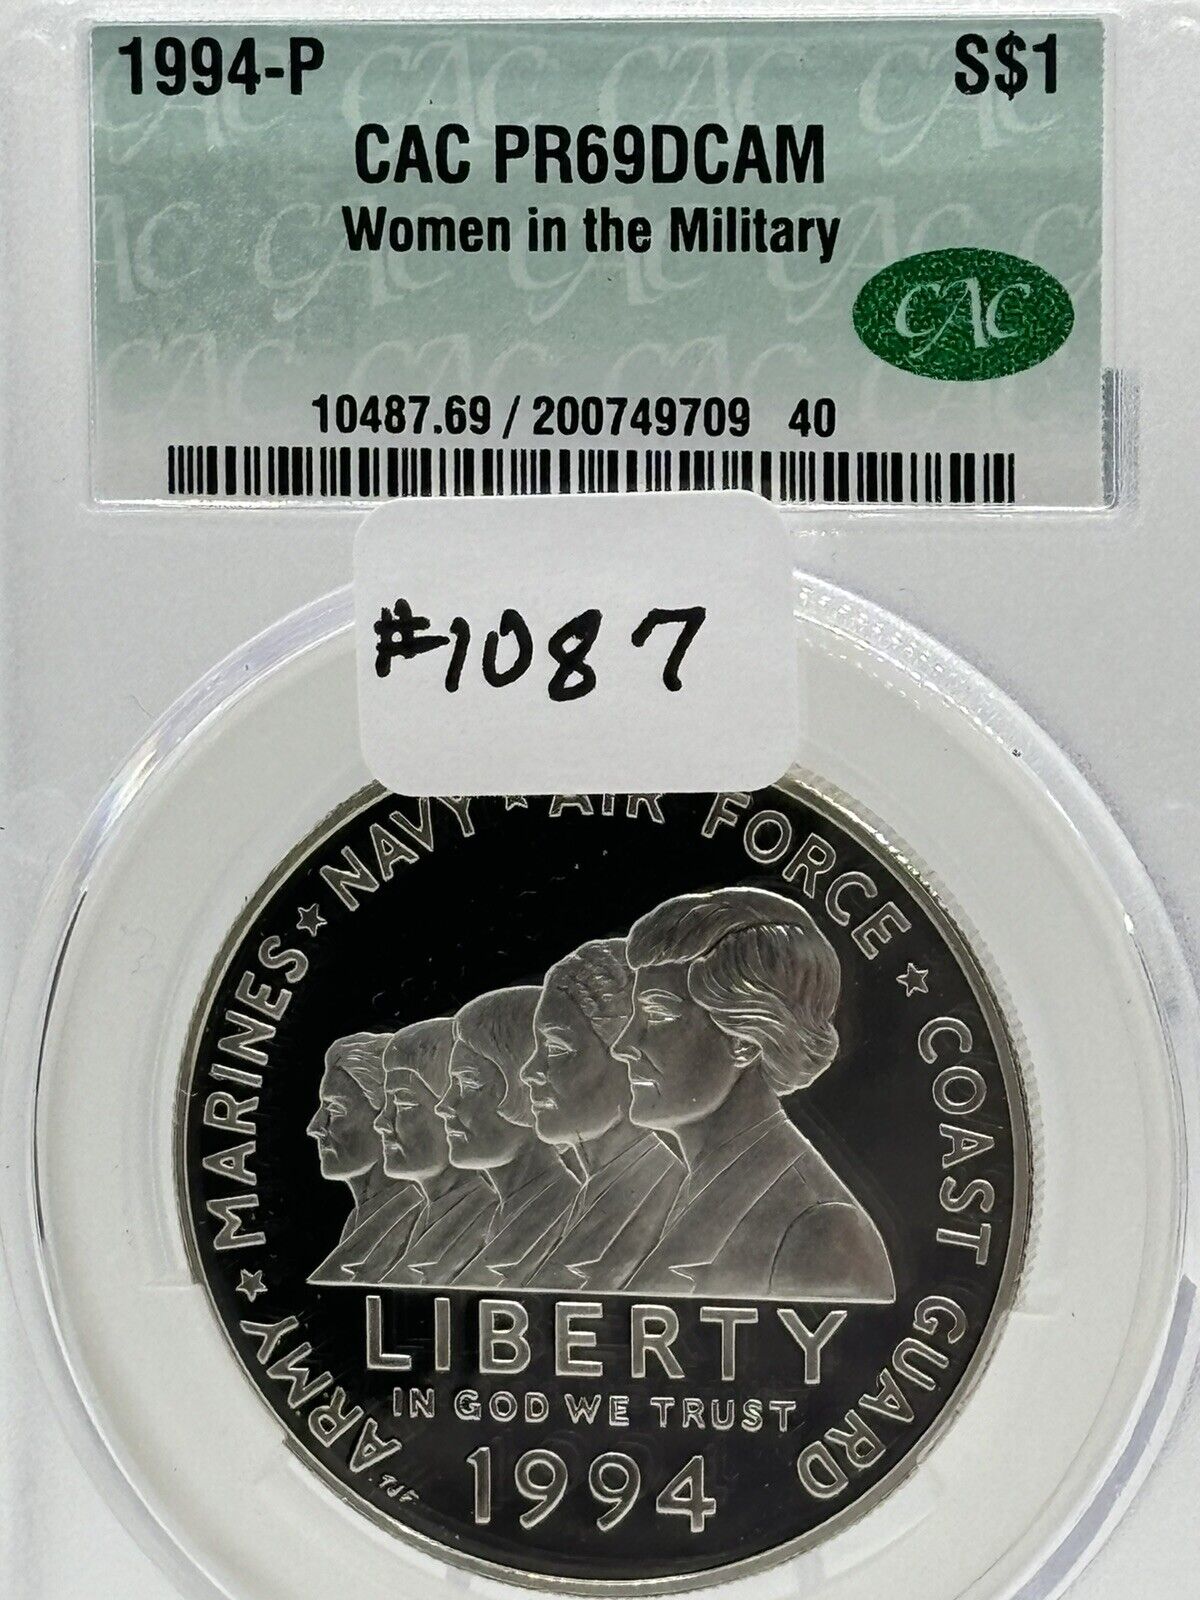 1994-P S$1
CAC PR69DCAM
Women in the Military
CAC
10487.69 / 200749709 40
#1087
ARMY ★ MARINES ★ NAVY ★ AIR FORCE ★ COAST GUARD
LIBERTY
IN GOD WE TRUST
1994
TJF